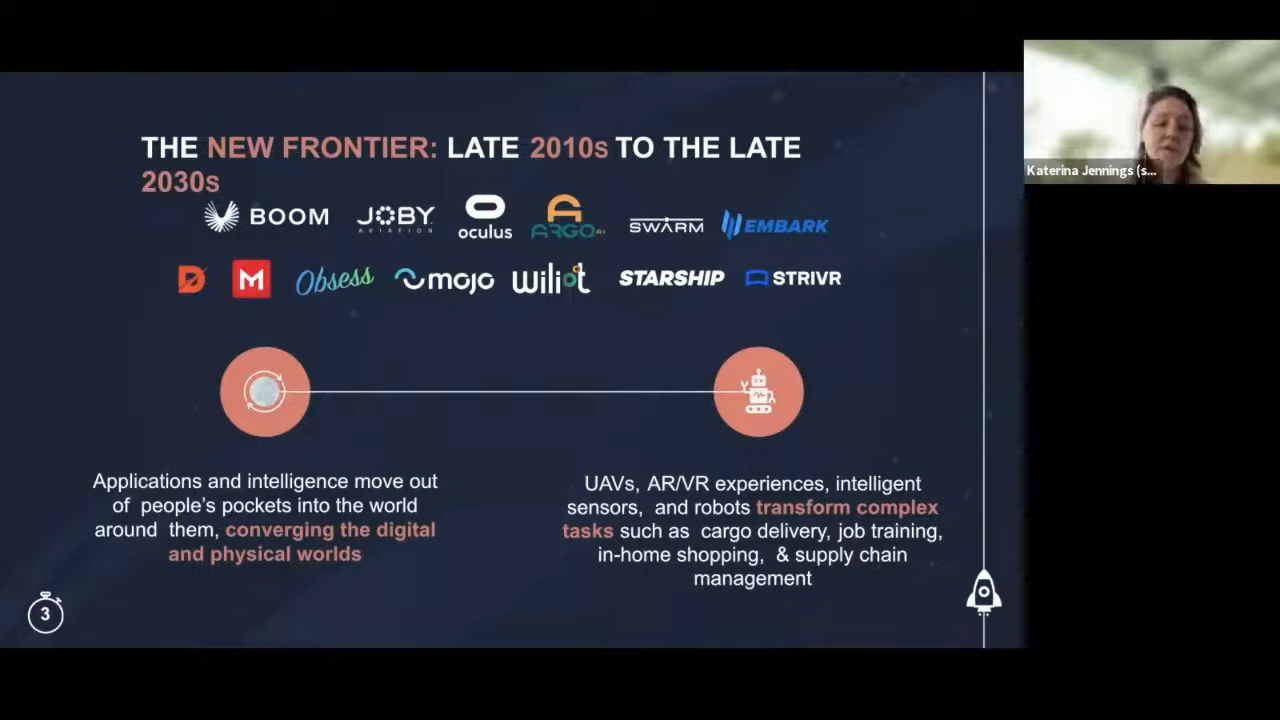 THE NEW FRONTIER: LATE 2010s TO THE LATE
2030s
BOOM
JOBY
AVIATION
oculus
ARGO AI
SWARM
EMBARK
D
M
Obsess
mojo
wiliot
STARSHIP
STRIVR
Applications and intelligence move out
of people’s pockets into the world
around them, converging the digital
and physical worlds
UAVs, AR/VR experiences, intelligent
sensors, and robots transform complex
tasks such as cargo delivery, job training,
in-home shopping, & supply chain
management
3
Katerina Jennings (s...